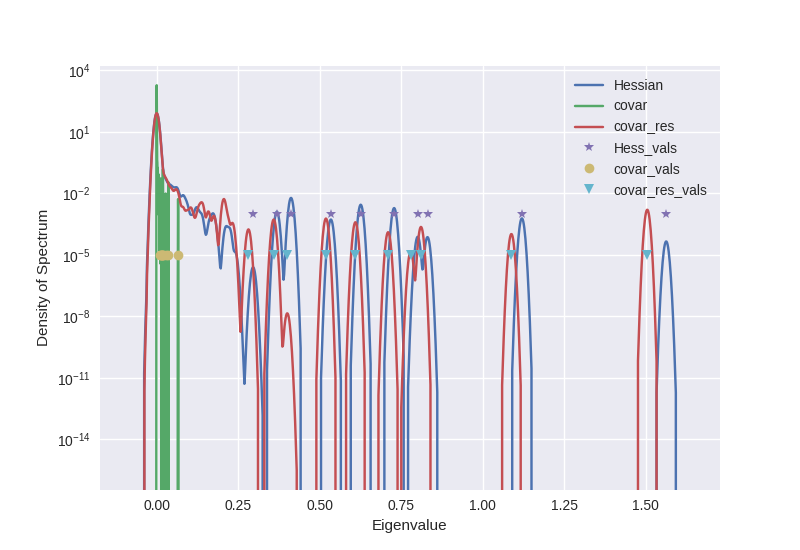 10^4
10^1
10^−2
10^−5
10^−8
10^−11
10^−14
Density of Spectrum
Hessian
covar
covar_res
Hess_vals
covar_vals
covar_res_vals
0.00 0.25 0.50 0.75 1.00 1.25 1.50
Eigenvalue